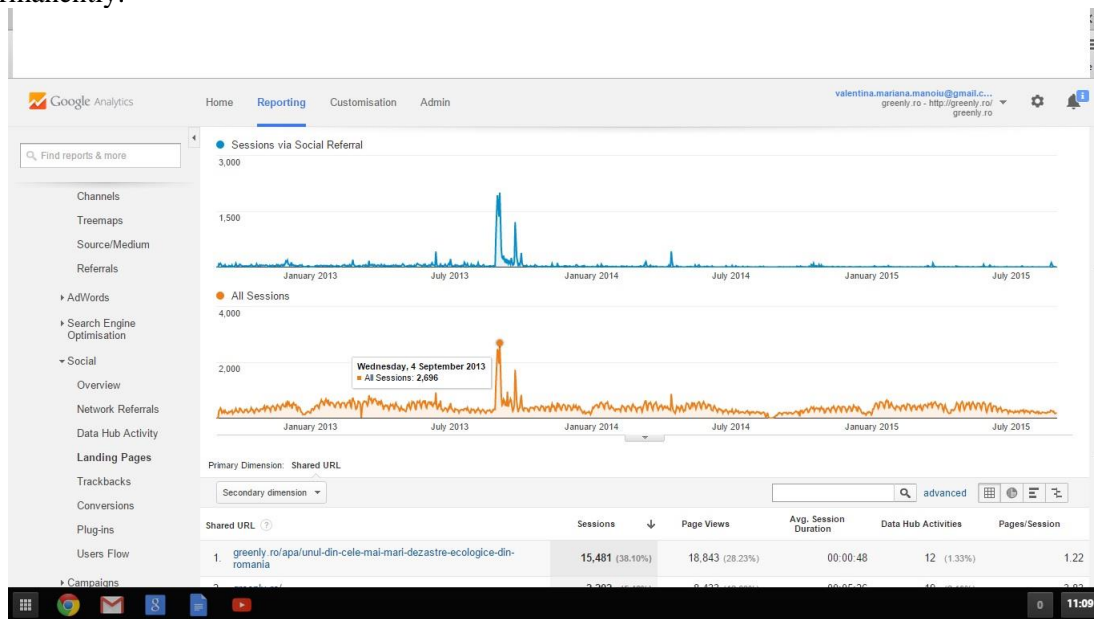 Google Analytics
Home Reporting Customisation Admin
valentina.mariana.manoiu@gmail.c...
greenly.ro - http://greenly.ro/
greenly.ro
Find reports & more
Channels
Treemaps
Source/Medium
Referrals
AdWords
Search Engine
Optimisation
Social
Overview
Network Referrals
Data Hub Activity
Landing Pages
Trackbacks
Conversions
Plug-ins
Users Flow
Campaigns
Sessions via Social Referral
3,000
1,500
January 2013 July 2013 January 2014 July 2014 January 2015 July 2015
All Sessions
4,000
2,000
Wednesday, 4 September 2013
All Sessions: 2,696
January 2013 July 2013 January 2014 July 2014 January 2015 July 2015
Primary Dimension: Shared URL
Secondary dimension
advanced
Shared URL ? Sessions Page Views Avg. Session Duration Data Hub Activities Pages/Session
1. greenly.ro/apa/unul-din-cele-mai-mari-dezastre-ecologice-din-
romania
15,481 (38.10%) 18,843 (28.23%) 00:00:48 12 (1.33%) 1.22
0 11:09